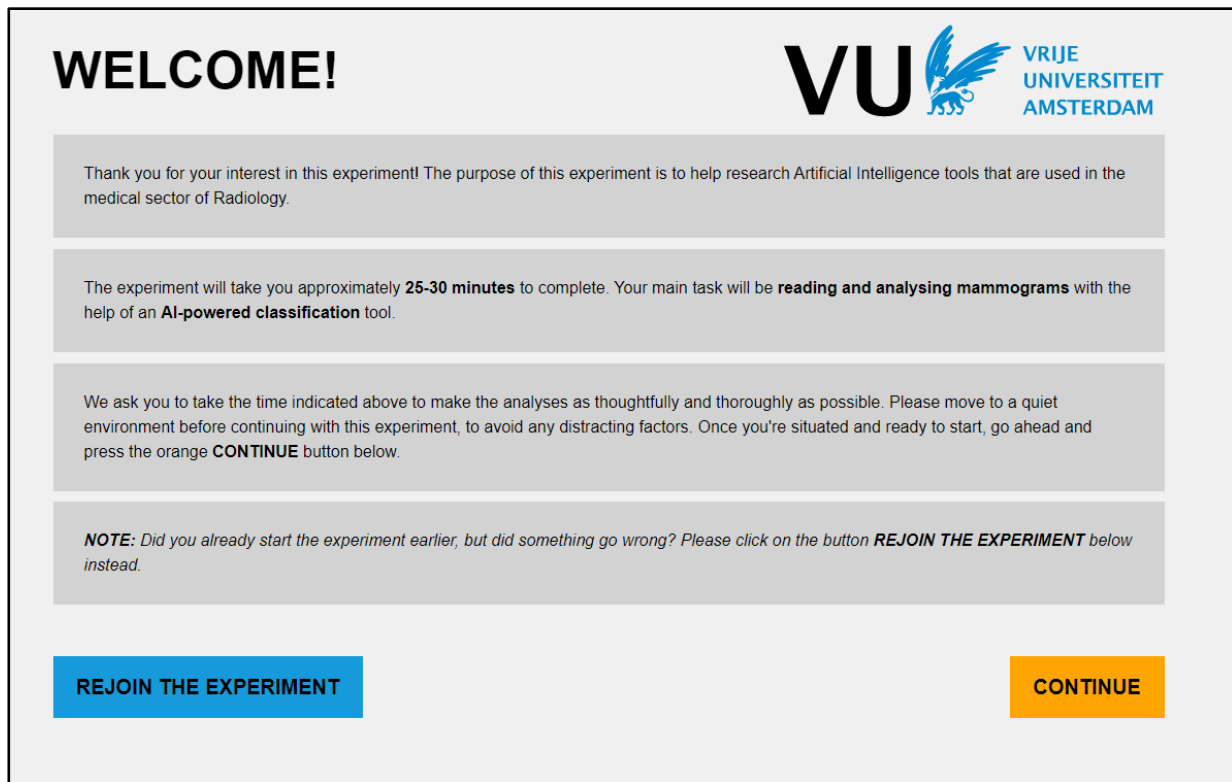 WELCOME!
VU
VRIJE
UNIVERSITEIT
AMSTERDAM
Thank you for your interest in this experiment! The purpose of this experiment is to help research Artificial Intelligence tools that are used in the
medical sector of Radiology.
The experiment will take you approximately 25-30 minutes to complete. Your main task will be reading and analysing mammograms with the
help of an AI-powered classification tool.
We ask you to take the time indicated above to make the analyses as thoughtfully and thoroughly as possible. Please move to a quiet
environment before continuing with this experiment, to avoid any distracting factors. Once you're situated and ready to start, go ahead and
press the orange CONTINUE button below.
NOTE: Did you already start the experiment earlier, but did something go wrong? Please click on the button REJOIN THE EXPERIMENT below
instead.
REJOIN THE EXPERIMENT
CONTINUE